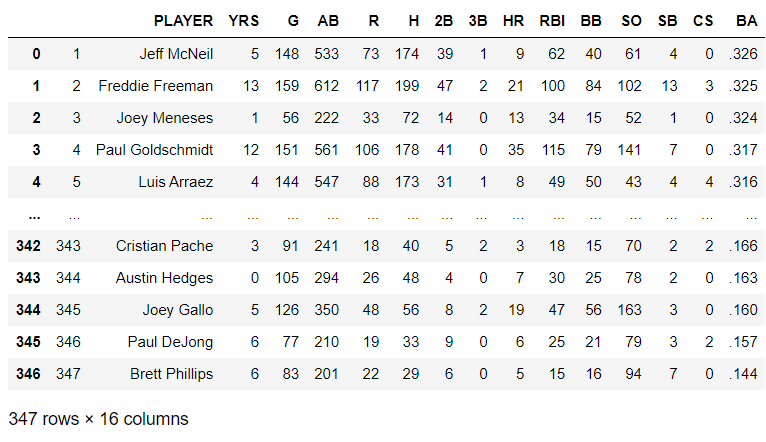 PLAYER YRS G AB R H 2B 3B HR RBI BB SO SB CS BA
0 1 Jeff McNeil 5 148 533 73 174 39 1 9 62 40 61 4 0 .326
1 2 Freddie Freeman 13 159 612 117 199 47 2 21 100 84 102 13 3 .325
2 3 Joey Meneses 1 56 222 33 72 14 0 13 34 15 52 1 0 .324
3 4 Paul Goldschmidt 12 151 561 106 178 41 0 35 115 79 141 7 0 .317
4 5 Luis Arraez 4 144 547 88 173 31 1 8 49 50 43 4 4 .316
... ... ... ... ... ... ... ... ... ... ... ... ... ... ... ... ...
342 343 Cristian Pache 3 91 241 18 40 5 2 3 18 15 70 2 2 .166
343 344 Austin Hedges 0 105 294 26 48 4 0 7 30 25 78 2 0 .163
344 345 Joey Gallo 5 126 350 48 56 8 2 19 47 56 163 3 0 .160
345 346 Paul DeJong 6 77 210 19 33 9 0 6 25 21 79 3 2 .157
346 347 Brett Phillips 6 83 201 22 29 6 0 5 15 16 94 7 0 .144
347 rows × 16 columns